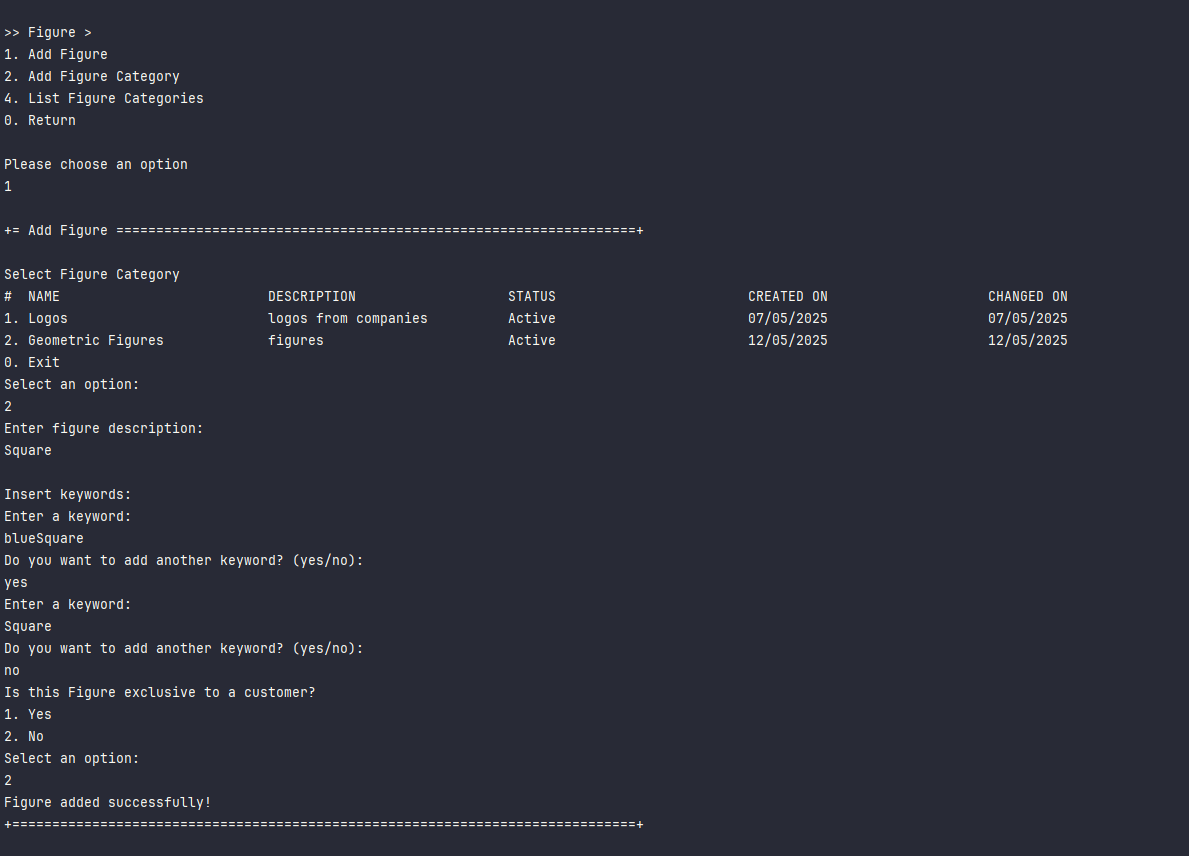 >> Figure >
1. Add Figure
2. Add Figure Category
4. List Figure Categories
0. Return
Please choose an option
1
+= Add Figure =================================================================+
Select Figure Category
#  NAME                          DESCRIPTION                   STATUS                        CREATED ON                    CHANGED ON
1. Logos                         logos from companies          Active                        07/05/2025                    07/05/2025
2. Geometric Figures             figures                       Active                        12/05/2025                    12/05/2025
0. Exit
Select an option:
2
Enter figure description:
Square
Insert keywords:
Enter a keyword:
blueSquare
Do you want to add another keyword? (yes/no):
yes
Enter a keyword:
Square
Do you want to add another keyword? (yes/no):
no
Is this Figure exclusive to a customer?
1. Yes
2. No
Select an option:
2
Figure added successfully!
+==============================================================================+